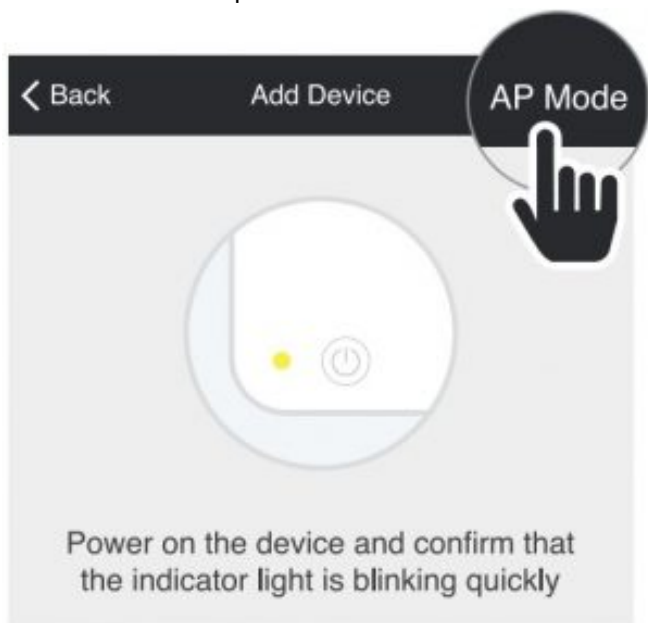 Back Add Device AP Mode
Power on the device and confirm that
the indicator light is blinking quickly